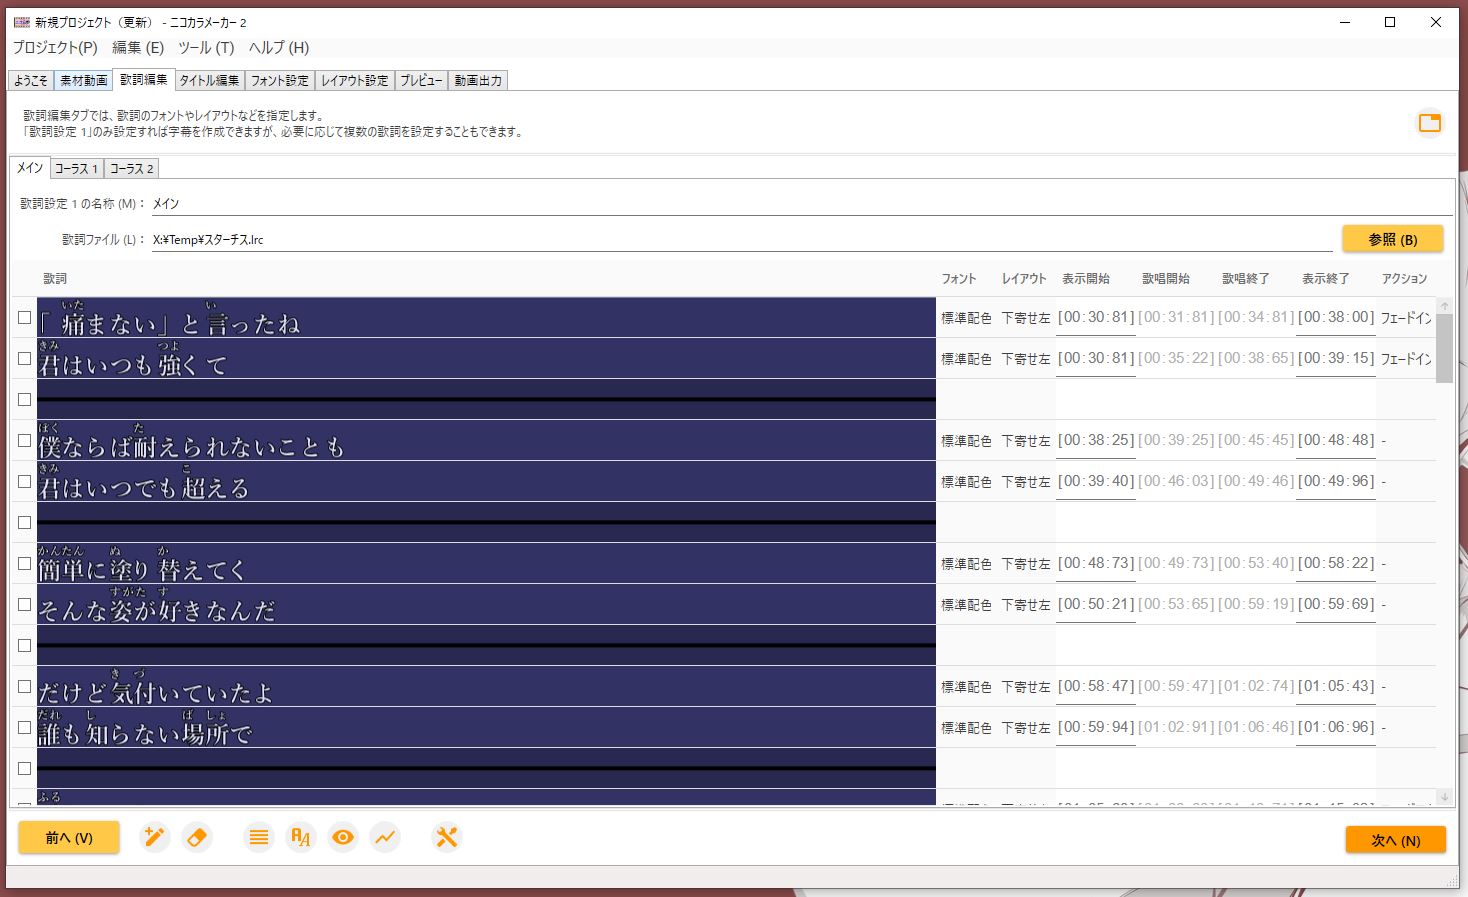 新規プロジェクト（更新） - ニコカラメーカー 2
プロジェクト(P) 編集 (E) ツール (T) ヘルプ (H)
ようこそ 素材動画 歌詞編集 タイトル編集 フォント設定 レイアウト設定 プレビュー 動画出力
歌詞編集タブでは、歌詞のフォントやレイアウトなどを指定します。
「歌詞設定 1」のみ設定すれば字幕を作成できますが、必要に応じて複数の歌詞を設定することもできます。
メイン コーラス 1 コーラス 2
歌詞設定 1 の名称 (M)： メイン
歌詞ファイル (L)： X:¥Temp¥スターチス.lrc 参照 (B)
歌詞 フォント レイアウト 表示開始 歌唱開始 歌唱終了 表示終了 アクション
いた い
「痛まない」と言ったね 標準配色 下寄せ左 [00:30:81] [00:31:81] [00:34:81] [00:38:00] フェードイン
きみ つよ
君はいつも強くて 標準配色 下寄せ左 [00:30:81] [00:35:22] [00:38:65] [00:39:15] フェードイン
ぼく た
僕ならば耐えられないことも 標準配色 下寄せ左 [00:38:25] [00:39:25] [00:45:45] [00:48:48] -
きみ こ
君はいつでも超える 標準配色 下寄せ左 [00:39:40] [00:46:03] [00:49:46] [00:49:96] -
かんたん ぬ か
簡単に塗り替えてく 標準配色 下寄せ左 [00:48:73] [00:49:73] [00:53:40] [00:58:22] -
すがた す
そんな姿が好きなんだ 標準配色 下寄せ左 [00:50:21] [00:53:65] [00:59:19] [00:59:69] -
き づ
だけど気付いていたよ 標準配色 下寄せ左 [00:58:47] [00:59:47] [01:02:74] [01:05:43] -
だれ し ば しょ
誰も知らない場所で 標準配色 下寄せ左 [00:59:94] [01:02:91] [01:06:46] [01:06:96] -
ふる
前へ (V) 次へ (N)